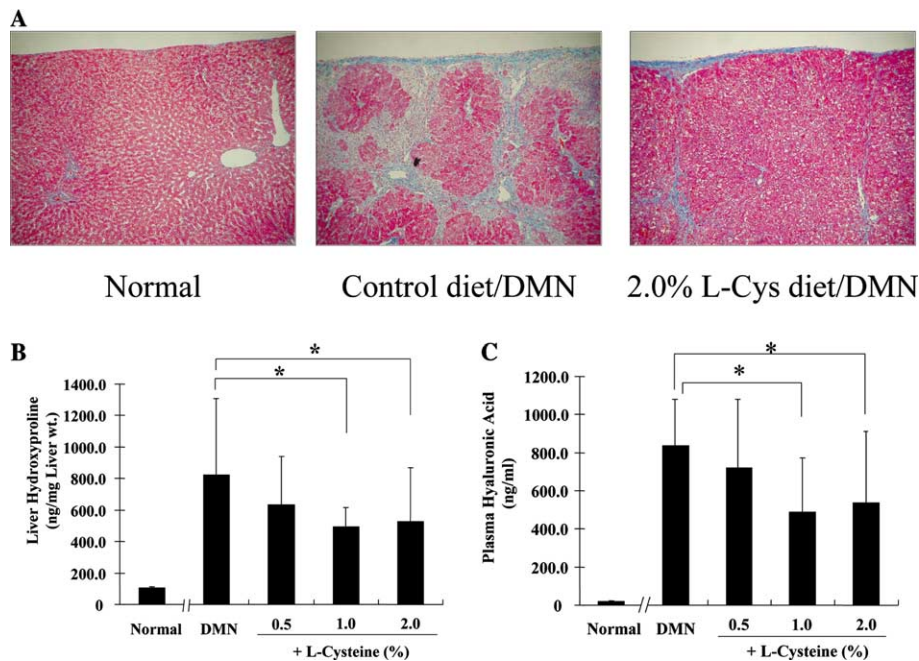 A
Normal
Control diet/DMN
2.0% L-Cys diet/DMN
B
Liver Hydroxyproline
(ng/mg Liver wt.)
1400.0
1200.0
1000.0
800.0
600.0
400.0
200.0
0
*
*
Normal
DMN
0.5
1.0
2.0
+ L-Cysteine (%)
C
Plasma Hyaluronic Acid
(ng/ml)
1200.0
1000.0
800.0
600.0
400.0
200.0
0
*
*
Normal
DMN
0.5
1.0
2.0
+ L-Cysteine (%)